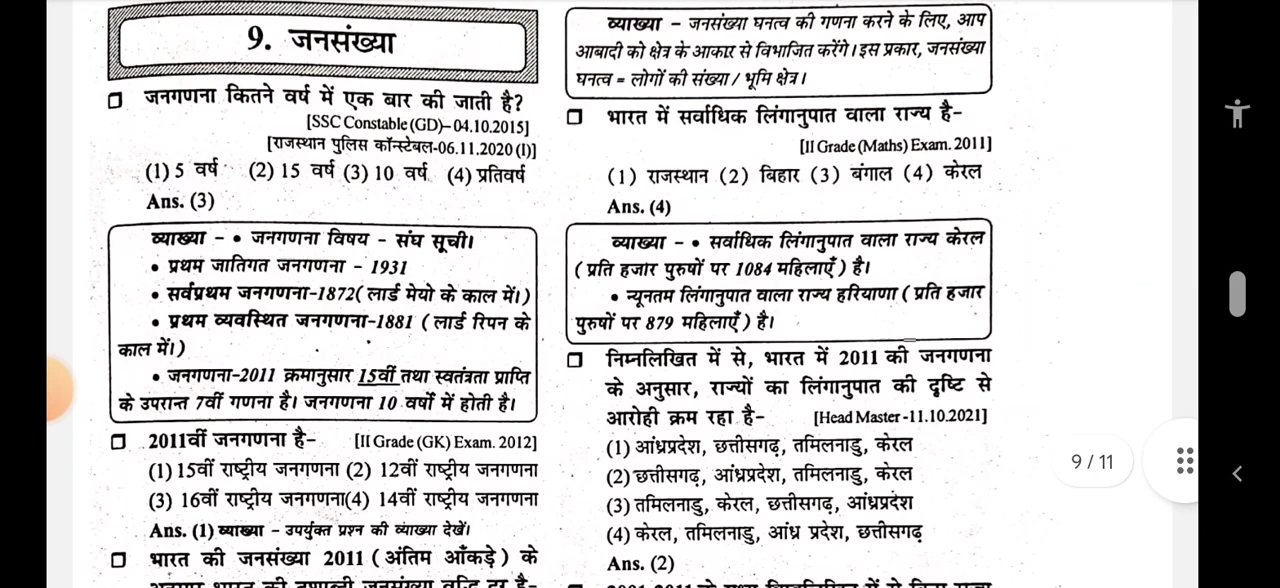 9. जनसंख्या
जनगणना कितने वर्ष में एक बार की जाती है?
[SSC Constable (GD)– 04.10.2015]
[राजस्थान पुलिस कॉन्स्टेबल-06.11.2020 (I)]
(1) 5 वर्ष (2) 15 वर्ष (3) 10 वर्ष (4) प्रतिवर्ष
Ans. (3)
व्याख्या – • जनगणना विषय – संघ सूची।
• प्रथम जातिगत जनगणना – 1931
• सर्वप्रथम जनगणना-1872( लार्ड मेयो के काल में।)
• प्रथम व्यवस्थित जनगणना-1881 ( लार्ड रिपन के
काल में।)
• जनगणना-2011 क्रमानुसार 15वीं तथा स्वतंत्रता प्राप्ति
के उपरान्त 7वीं गणना है। जनगणना 10 वर्षों में होती है।
2011वीं जनगणना है– [II Grade (GK) Exam. 2012]
(1) 15वीं राष्ट्रीय जनगणना (2) 12वीं राष्ट्रीय जनगणना
(3) 16वीं राष्ट्रीय जनगणना(4) 14वीं राष्ट्रीय जनगणना
Ans. (1) व्याख्या – उपर्युक्त प्रश्न की व्याख्या देखें।
भारत की जनसंख्या 2011 ( अंतिम आँकड़े ) के
व्याख्या – जनसंख्या घनत्व की गणना करने के लिए, आप
आबादी को क्षेत्र के आकार से विभाजित करेंगे। इस प्रकार, जनसंख्या
घनत्व = लोगों की संख्या / भूमि क्षेत्र।
भारत में सर्वाधिक लिंगानुपात वाला राज्य है–
[II Grade (Maths) Exam. 2011]
(1) राजस्थान (2) बिहार (3) बंगाल (4) केरल
Ans. (4)
व्याख्या – • सर्वाधिक लिंगानुपात वाला राज्य केरल
( प्रति हजार पुरुषों पर 1084 महिलाएँ ) है।
• न्यूनतम लिंगानुपात वाला राज्य हरियाणा ( प्रति हजार
पुरुषों पर 879 महिलाएँ ) है।
निम्नलिखित में से, भारत में 2011 की जनगणना
के अनुसार, राज्यों का लिंगानुपात की दृष्टि से
आरोही क्रम रहा है– [Head Master -11.10.2021]
(1) आंध्रप्रदेश, छत्तीसगढ़, तमिलनाडु, केरल
(2) छत्तीसगढ़, आंध्रप्रदेश, तमिलनाडु, केरल
(3) तमिलनाडु, केरल, छत्तीसगढ़, आंध्रप्रदेश
(4) केरल, तमिलनाडु, आंध्र प्रदेश, छत्तीसगढ़
Ans. (2)
9 / 11